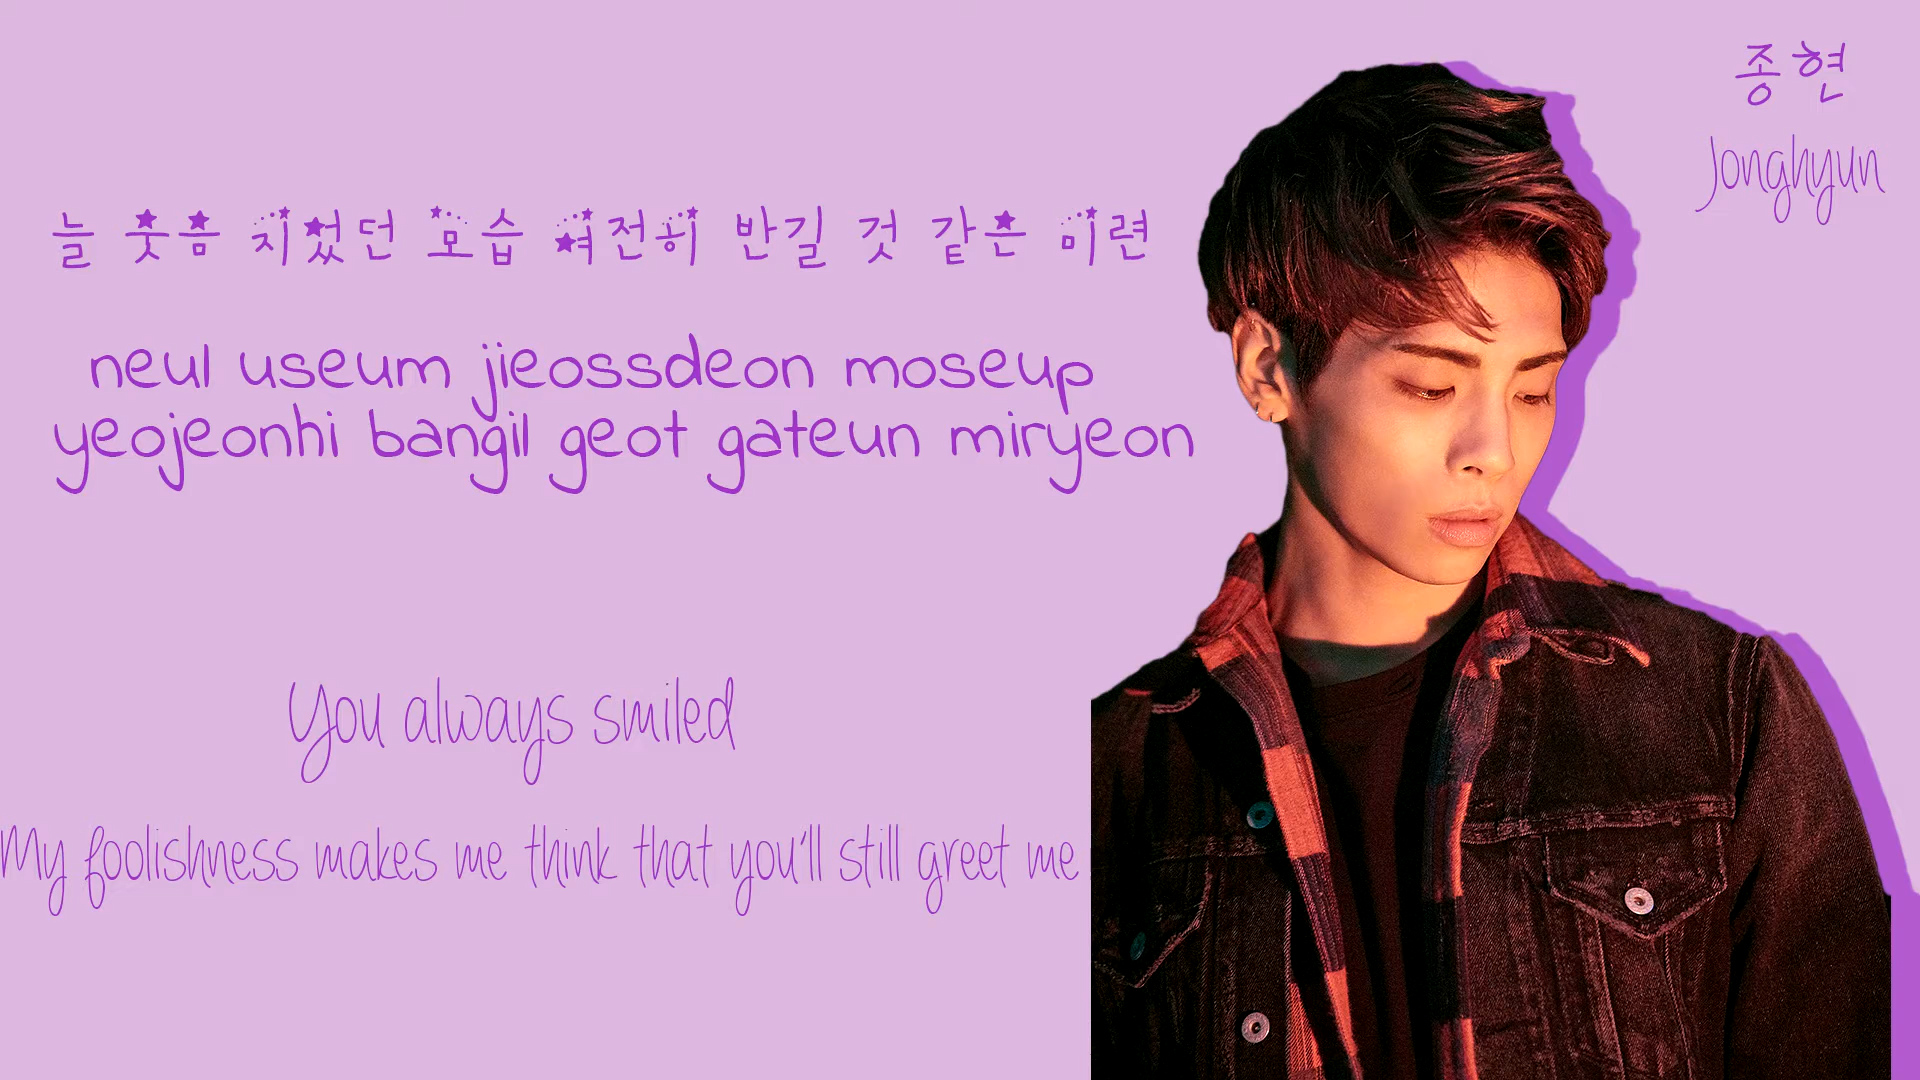 종현
Jonghyun
늘 웃음 지었던 모습 여전히 반길 것 같은 미련
neul useum jieossdeon moseup
yeojeonhi bangil geot gateun miryeon
You always smiled
My foolishness makes me think that you'll still greet me